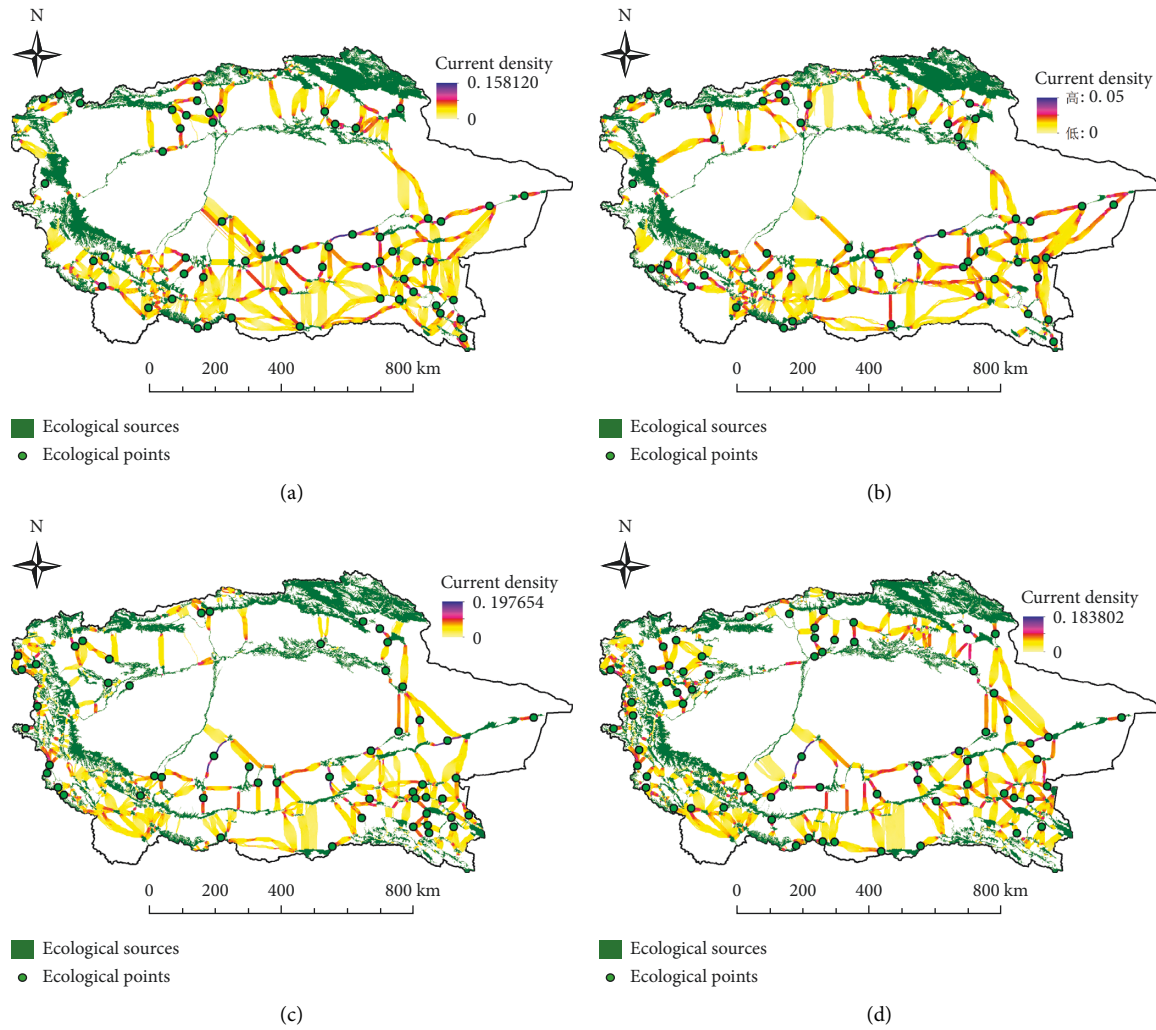 N
Current density
0. 158120
0
0 200 400 800 km
Ecological sources
Ecological points
(a)
N
Current density
高: 0. 05
低: 0
0 200 400 800 km
Ecological sources
Ecological points
(b)
N
Current density
0. 197654
0
0 200 400 800 km
Ecological sources
Ecological points
(c)
N
Current density
0. 183802
0
0 200 400 800 km
Ecological sources
Ecological points
(d)